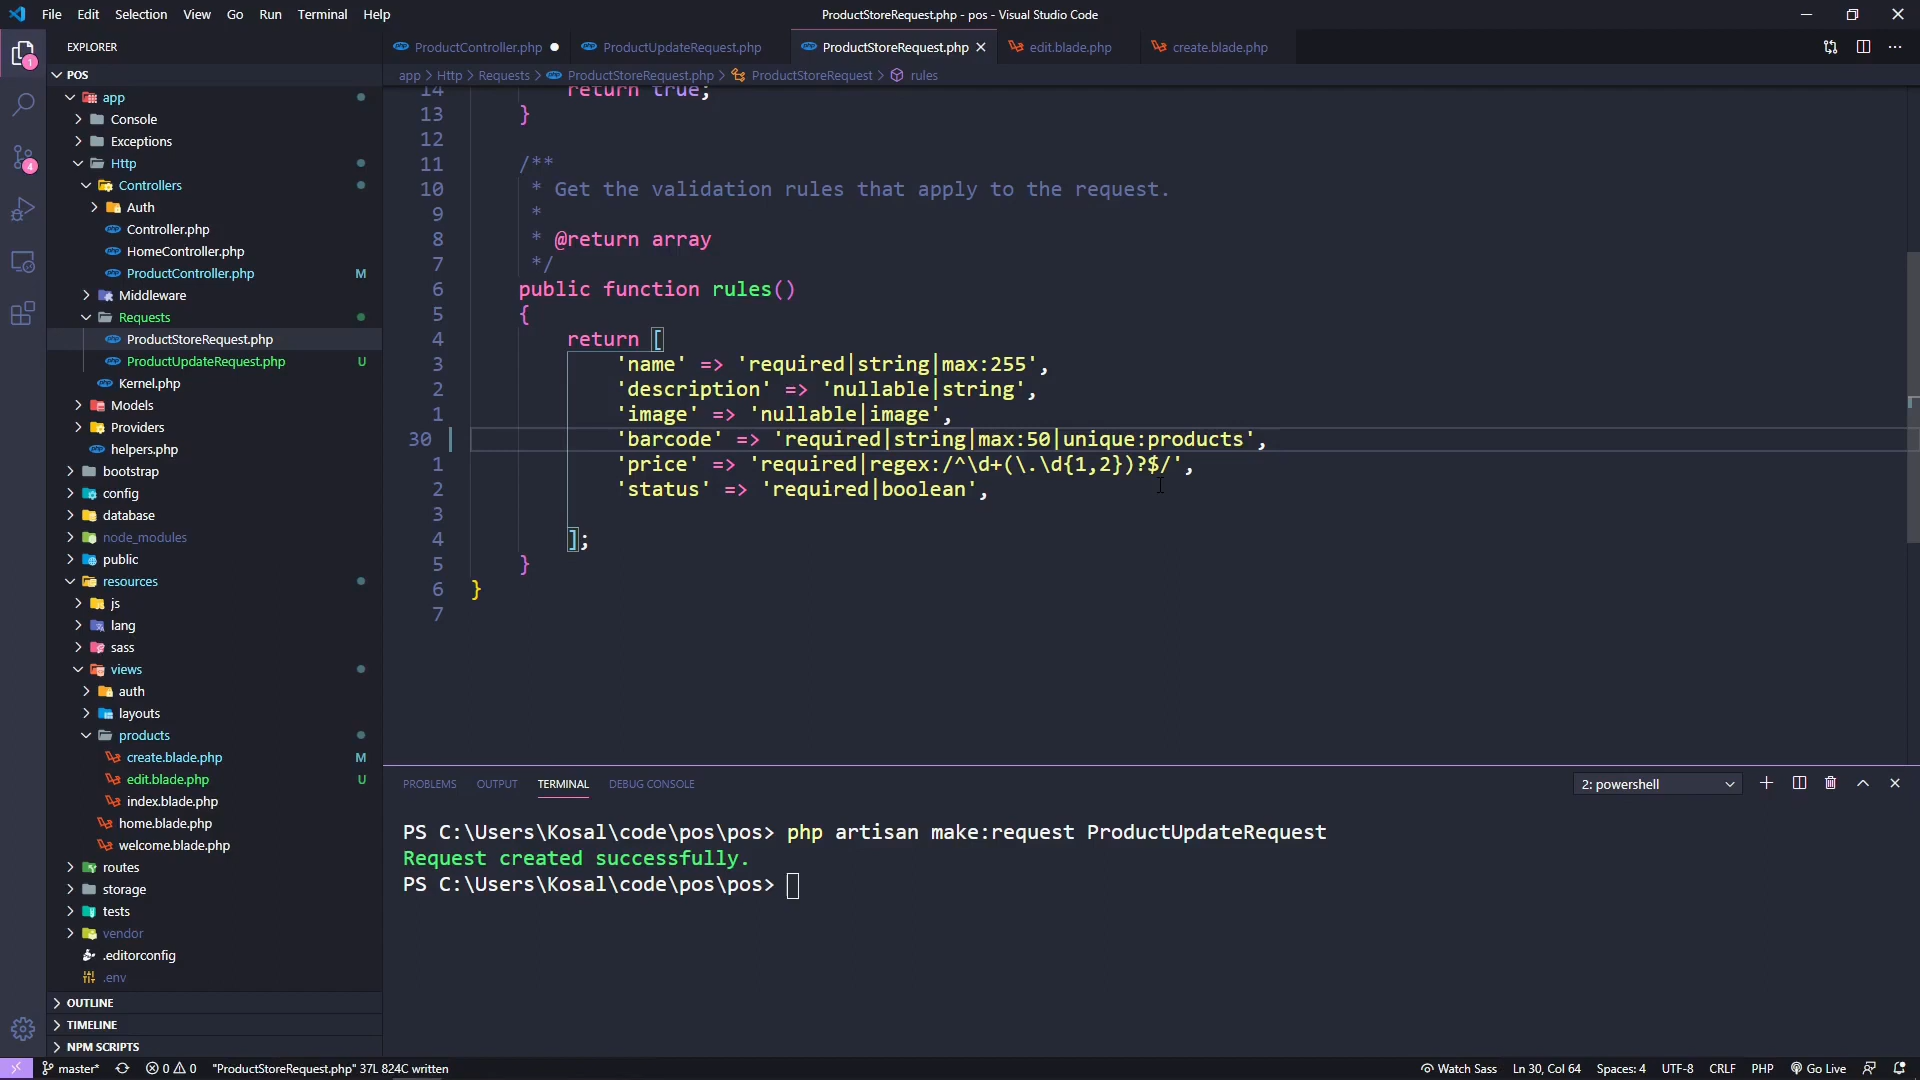 File Edit Selection View Go Run Terminal Help
ProductStoreRequest.php - pos - Visual Studio Code
EXPLORER
ProductController.php
ProductUpdateRequest.php
ProductStoreRequest.php
edit.blade.php
create.blade.php
POS
app > Http > Requests > ProductStoreRequest.php > ProductStoreRequest > rules
app
Console
Exceptions
Http
Controllers
Auth
Controller.php
HomeController.php
ProductController.php M
Middleware
Requests
ProductStoreRequest.php
ProductUpdateRequest.php U
Kernel.php
Models
Providers
helpers.php
bootstrap
config
database
node_modules
public
resources
js
lang
sass
views
auth
layouts
products
create.blade.php M
edit.blade.php U
index.blade.php
home.blade.php
welcome.blade.php
routes
storage
tests
vendor
.editorconfig
.env
OUTLINE
TIMELINE
NPM SCRIPTS
1
4
14 return true;
13 }
12
11 /**
10 * Get the validation rules that apply to the request.
9 *
8 * @return array
7 */
6 public function rules()
5 {
4 return [
3 'name' => 'required|string|max:255',
2 'description' => 'nullable|string',
1 'image' => 'nullable|image',
30 'barcode' => 'required|string|max:50|unique:products',
1 'price' => 'required|regex:/^\d+(\.\d{1,2})?$/',
2 'status' => 'required|boolean',
3
4 ];
5 }
6 }
7
PROBLEMS OUTPUT TERMINAL DEBUG CONSOLE
2: powershell
PS C:\Users\Kosal\code\pos\pos> php artisan make:request ProductUpdateRequest
Request created successfully.
PS C:\Users\Kosal\code\pos\pos>
master* 0 0 "ProductStoreRequest.php" 37L 824C written
Watch Sass Ln 30, Col 64 Spaces: 4 UTF-8 CRLF PHP Go Live